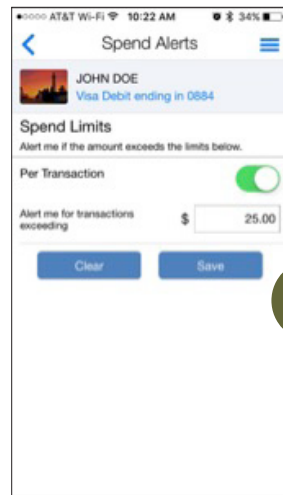 AT&T Wi-Fi 10:22 AM 34%
Spend Alerts
JOHN DOE
Visa Debit ending in 0884
Spend Limits
Alert me if the amount exceeds the limits below.
Per Transaction
Alert me for transactions
exceeding
$ 25.00
Clear Save